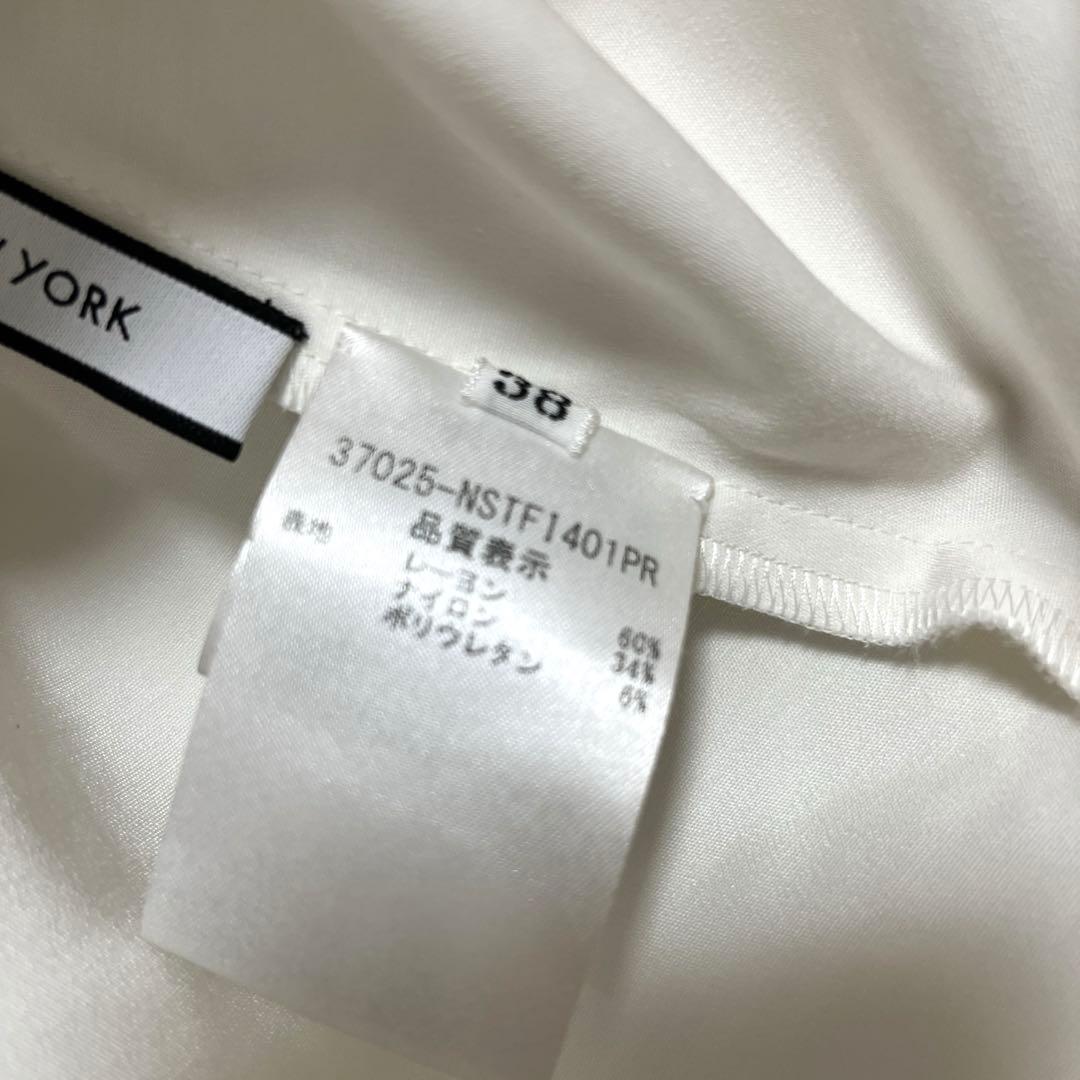 YORK
38
37025-NSTF1401PR
品質表示
表地
レーヨン 60%
ナイロン 34%
ポリウレタン 6%